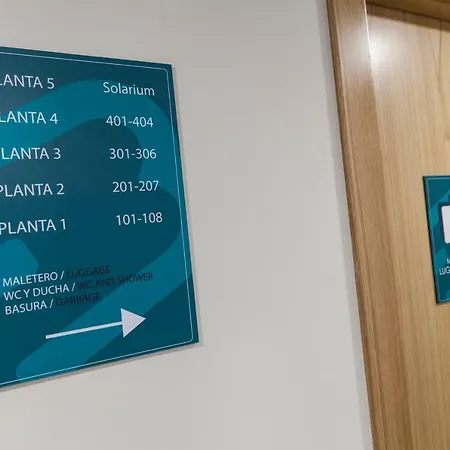 LANTA 5 Solarium
LANTA 4 401-404
LANTA 3 301-306
PLANTA 2 201-207
PLANTA 1 101-108
MALETERO / LUGGAGE
WC Y DUCHA / WC AND SHOWER
BASURA / GARBAGE